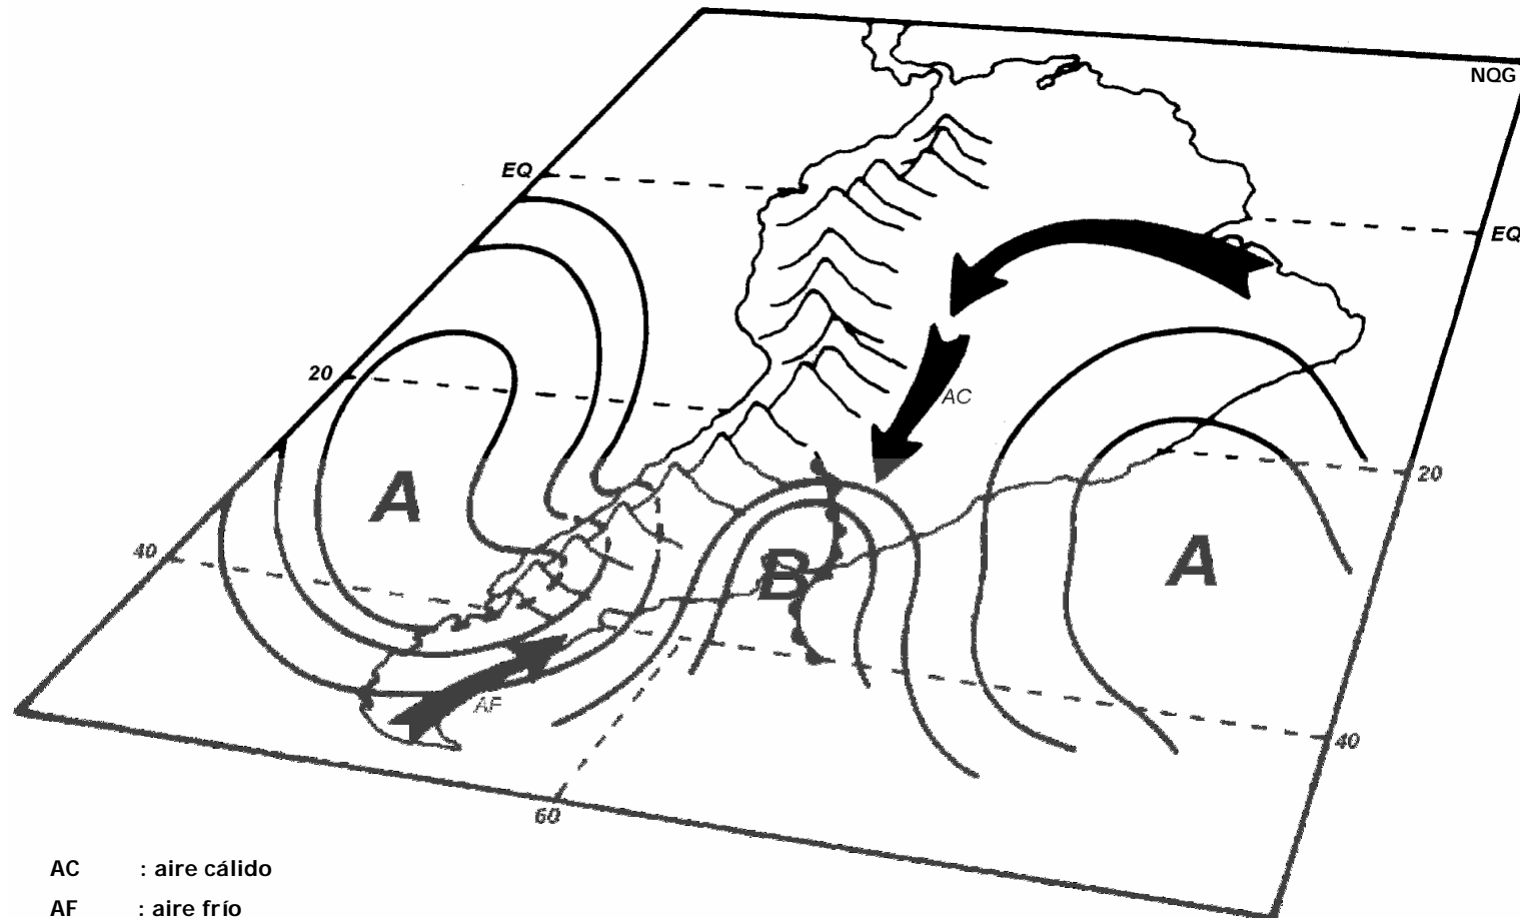 NQG
EQ
EQ
20
AC
A
20
40
B
A
AF
40
60
AC : aire cálido
AF : aire frío